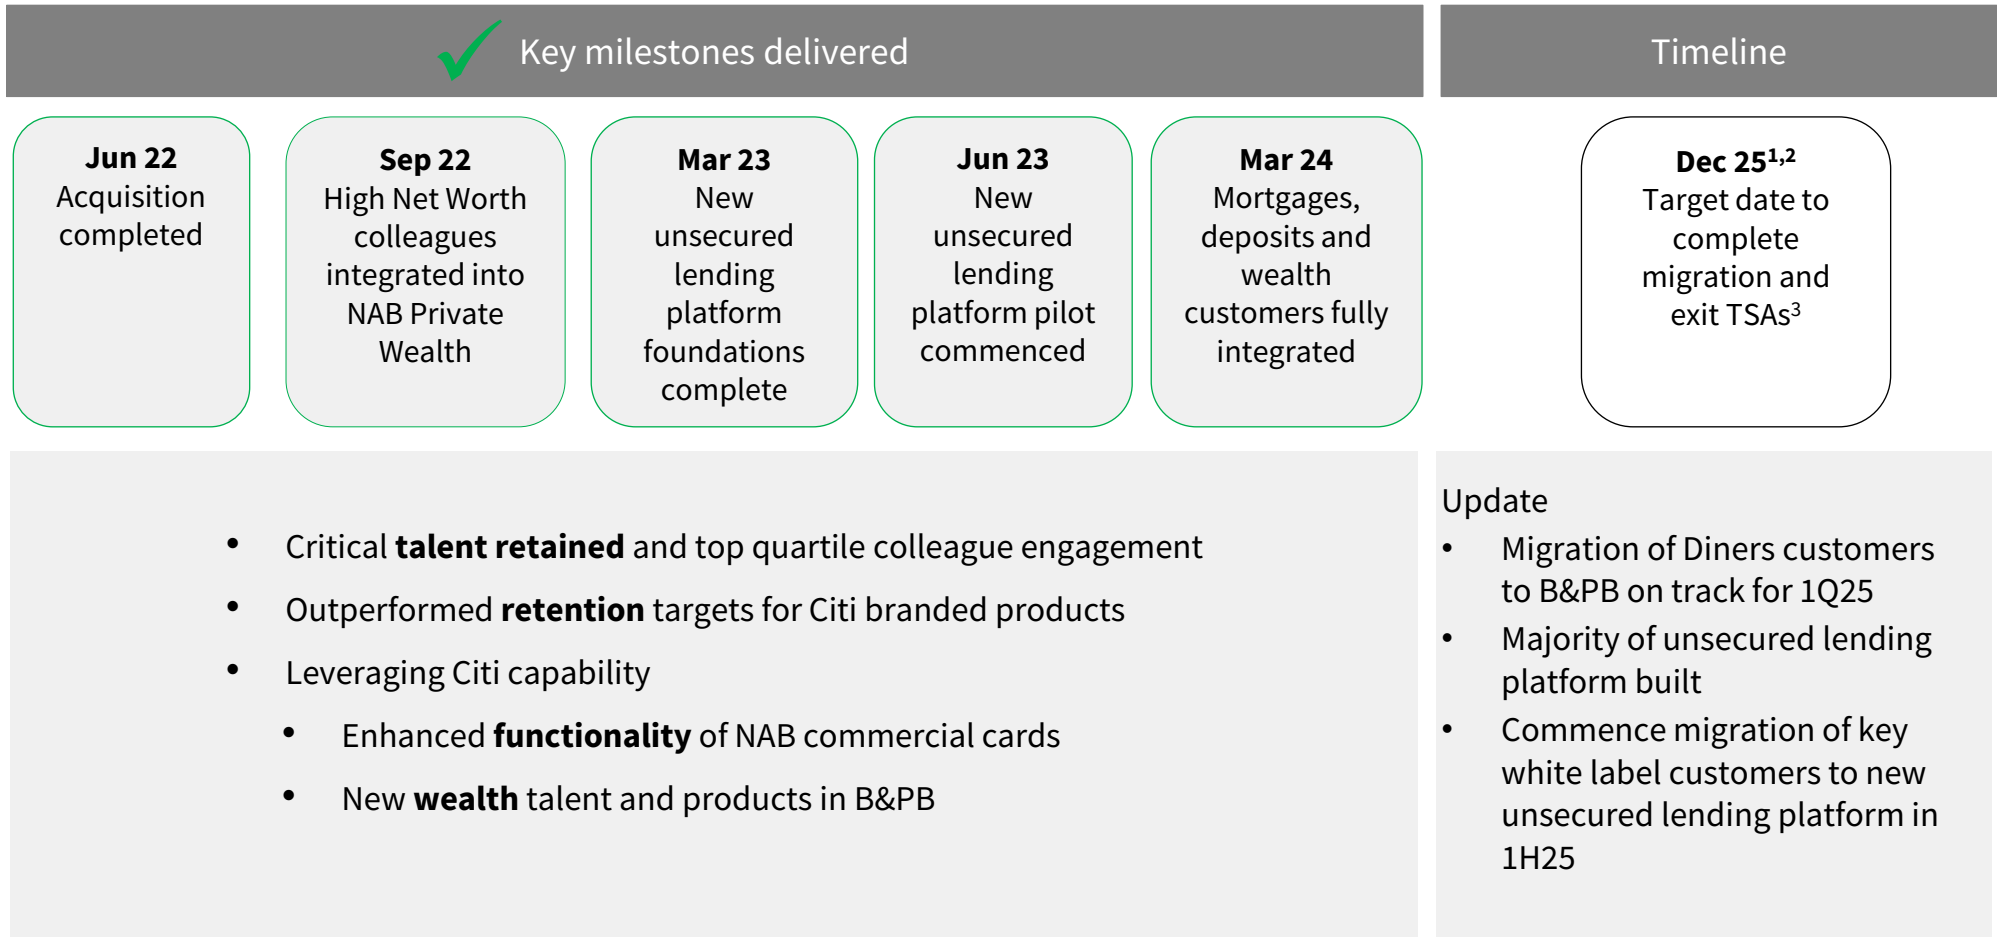 Key milestones delivered
Timeline
Jun 22
Acquisition
completed
Sep 22
High Net Worth
colleagues
integrated into
NAB Private
Wealth
Mar 23
New
unsecured
lending
platform
foundations
complete
Jun 23
New
unsecured
lending
platform pilot
commenced
Mar 24
Mortgages,
deposits and
wealth
customers fully
integrated
Dec 25¹,²
Target date to
complete
migration and
exit TSAs³
• Critical talent retained and top quartile colleague engagement
• Outperformed retention targets for Citi branded products
• Leveraging Citi capability
• Enhanced functionality of NAB commercial cards
• New wealth talent and products in B&PB
Update
• Migration of Diners customers
to B&PB on track for 1Q25
• Majority of unsecured lending
platform built
• Commence migration of key
white label customers to new
unsecured lending platform in
1H25